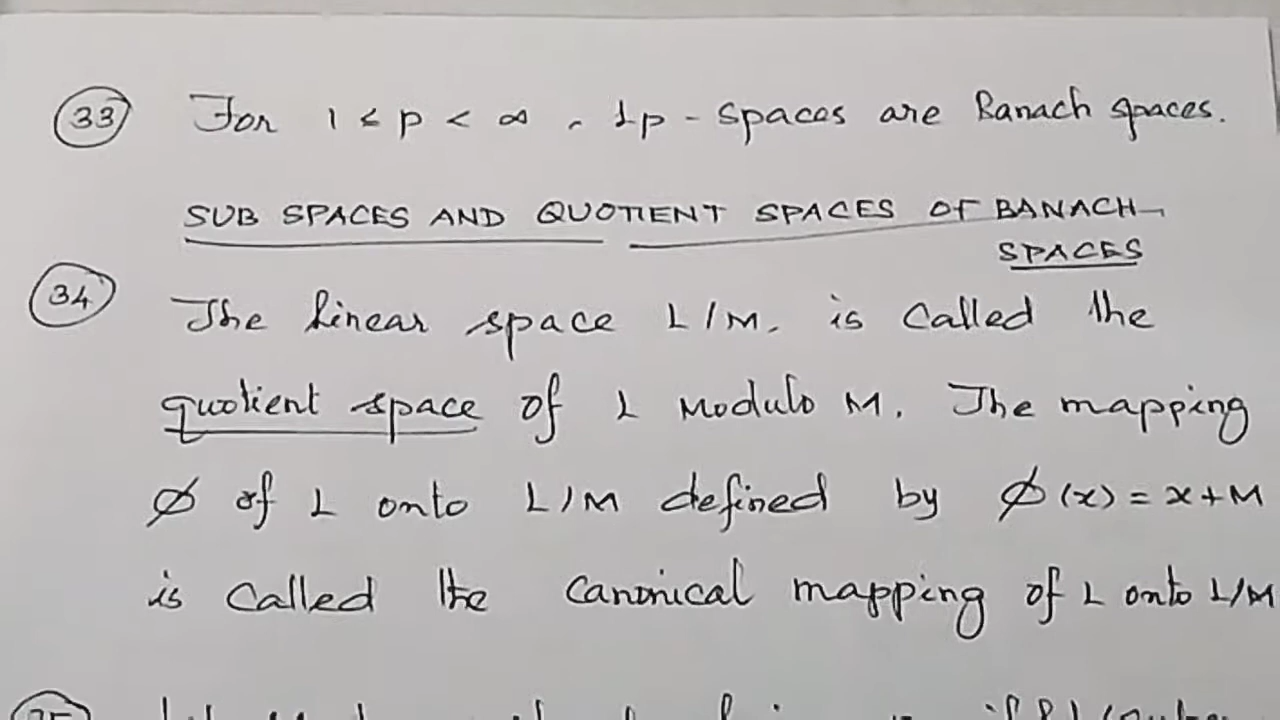 33 For 1 < p < ∞, Lp - spaces are Banach spaces.
SUB SPACES AND QUOTIENT SPACES OF BANACH
SPACES
34 The linear space L/M. is called the
quotient space of L Modulo M. The mapping
ϕ of L onto L/M defined by ϕ(x) = x+M
is called the canonical mapping of L onto L/M